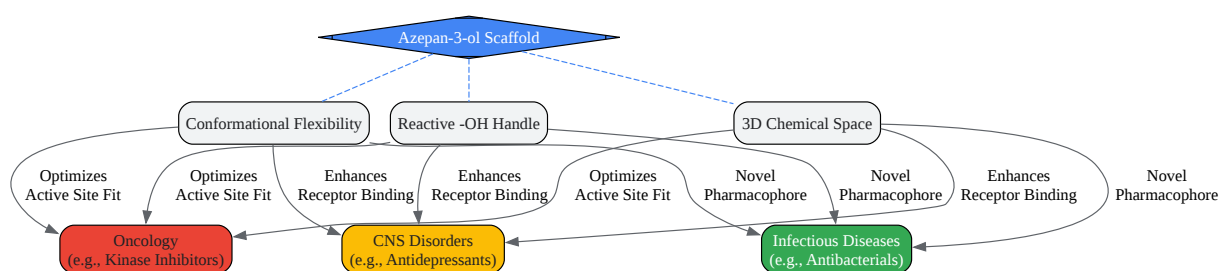 Azepan-3-ol Scaffold
Conformational Flexibility
Reactive -OH Handle
3D Chemical Space
Optimizes
Active Site Fit
Optimizes
Active Site Fit
Enhances
Receptor Binding
Enhances
Receptor Binding
Optimizes
Active Site Fit
Novel
Pharmacophore
Novel
Pharmacophore
Enhances
Receptor Binding
Novel
Pharmacophore
Oncology
(e.g., Kinase Inhibitors)
CNS Disorders
(e.g., Antidepressants)
Infectious Diseases
(e.g., Antibacterials)